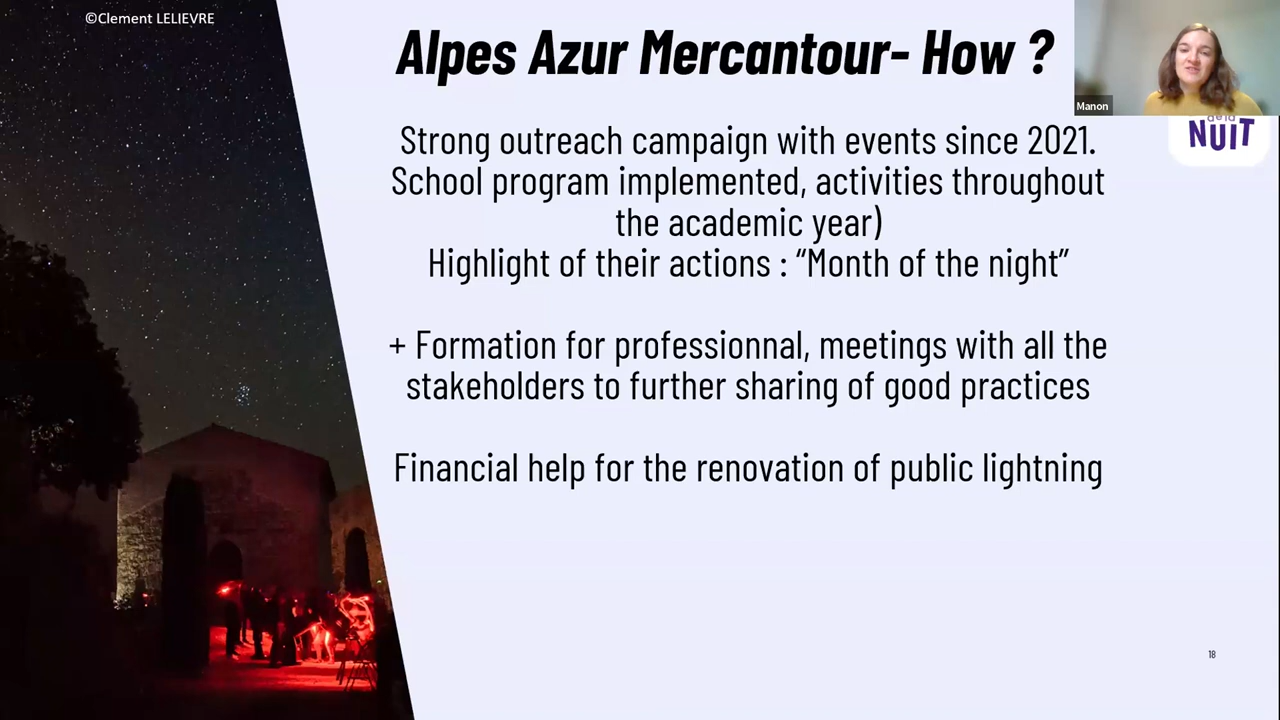 ©Clement LELIEVRE
Alpes Azur Mercantour- How ?
Manon
de la
NUIT
Strong outreach campaign with events since 2021.
School program implemented, activities throughout
the academic year)
Highlight of their actions : “Month of the night”
+ Formation for professionnal, meetings with all the
stakeholders to further sharing of good practices
Financial help for the renovation of public lightning
18